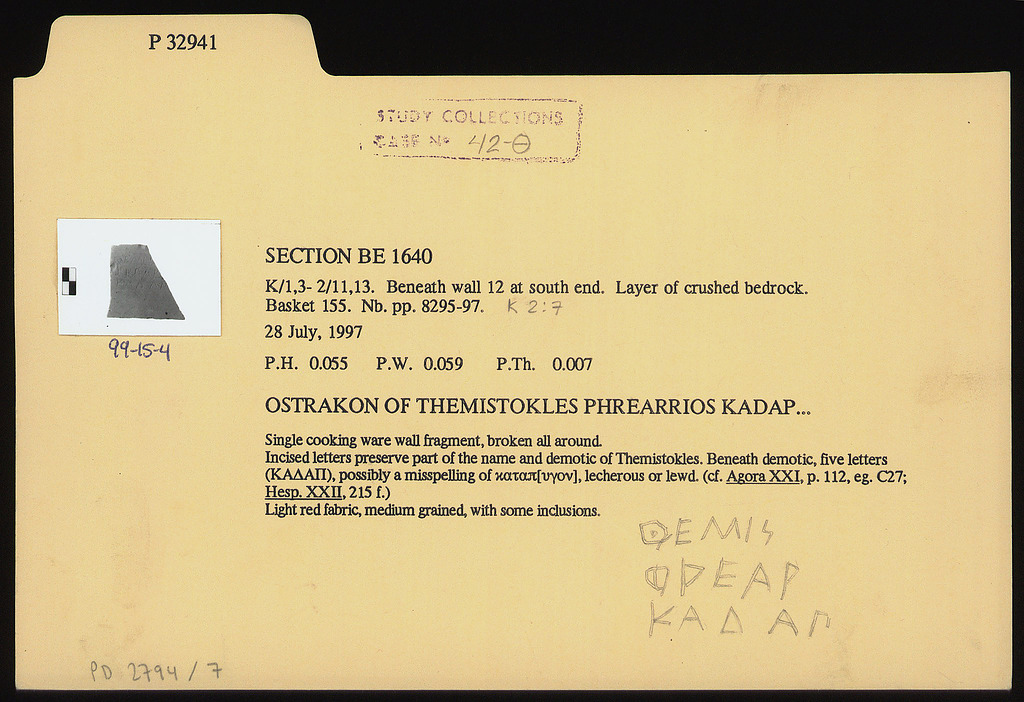 P 32941
STUDY COLLECTIONS
CASE Nº 42-Θ
SECTION BE 1640
K/1,3- 2/11,13. Beneath wall 12 at south end. Layer of crushed bedrock.
Basket 155. Nb. pp. 8295-97. K 2:7
28 July, 1997
99-15-4
P.H. 0.055 P.W. 0.059 P.Th. 0.007
OSTRAKON OF THEMISTOKLES PHREARRIOS KADAP...
Single cooking ware wall fragment, broken all around.
Incised letters preserve part of the name and demotic of Themistokles. Beneath demotic, five letters
(ΚΑΔΑΠ), possibly a misspelling of καταπ[υγον], lecherous or lewd. (cf. Agora XXI, p. 112, eg. C27;
Hesp. XXII, 215 f.)
Light red fabric, medium grained, with some inclusions.
ΘΕΜΙS
ΦΡΕΑΡ
ΚΑΔΑΠ
PD 2794 / 7